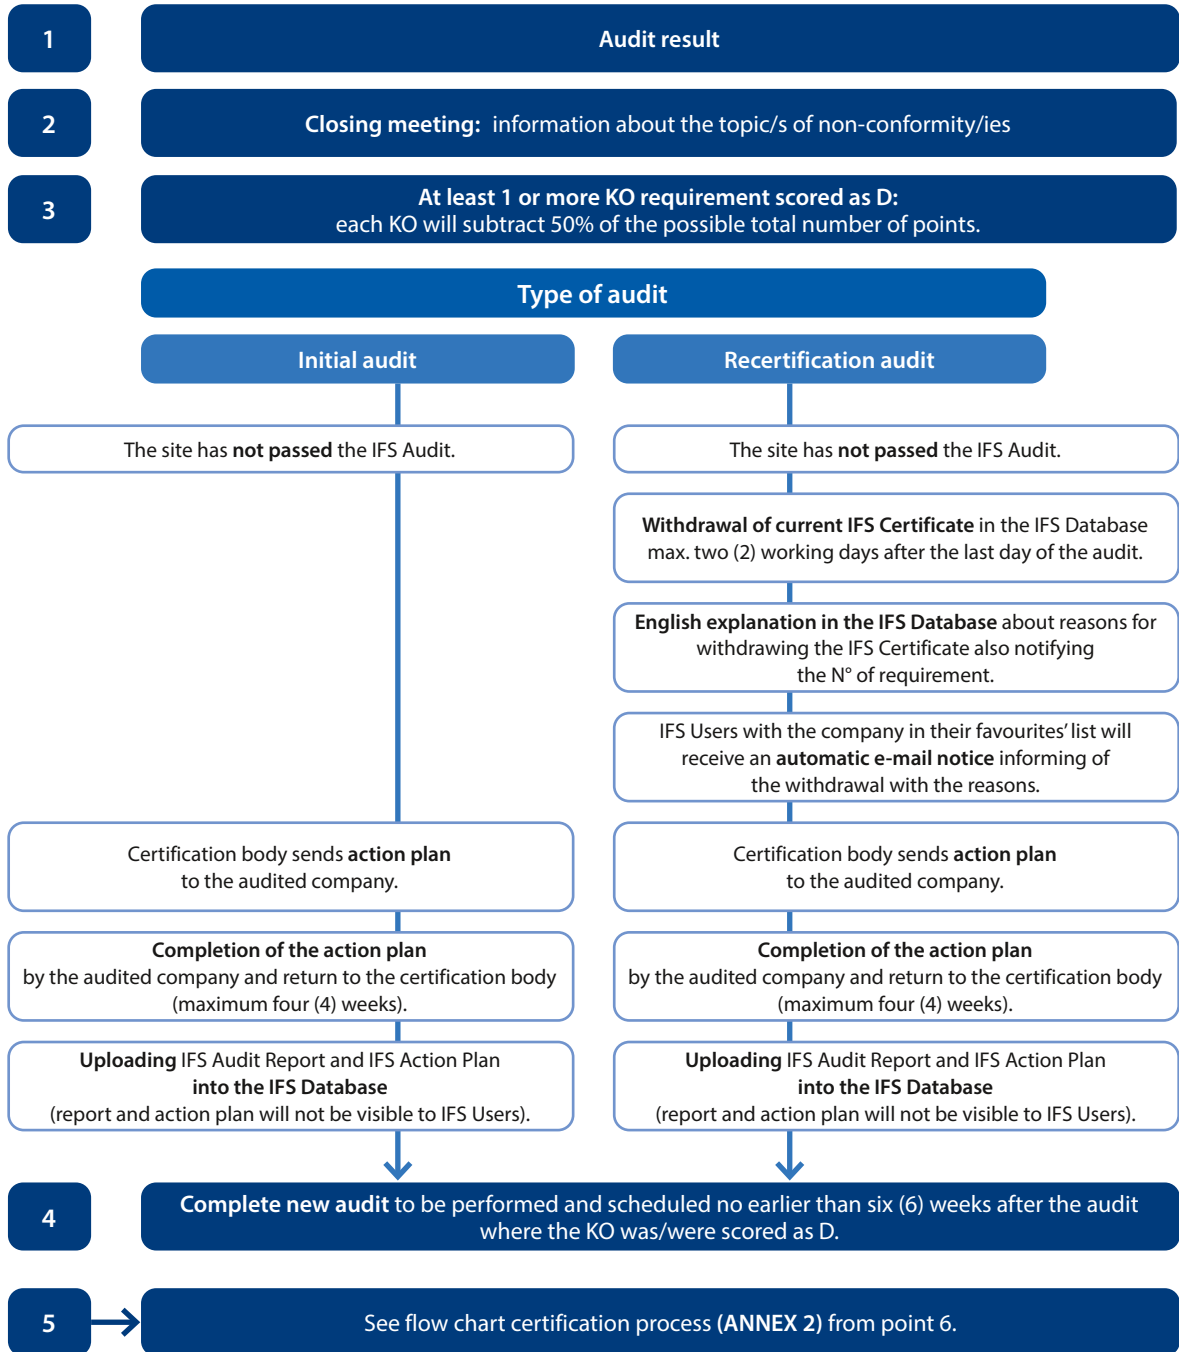 1
Audit result
2
Closing meeting: information about the topic/s of non-conformity/ies
3
At least 1 or more KO requirement scored as D:
each KO will subtract 50% of the possible total number of points.
Type of audit
Initial audit
The site has not passed the IFS Audit.
Certification body sends action plan
to the audited company.
Completion of the action plan
by the audited company and return to the certification body
(maximum four (4) weeks).
Uploading IFS Audit Report and IFS Action Plan
into the IFS Database
(report and action plan will not be visible to IFS Users).
Recertification audit
The site has not passed the IFS Audit.
Withdrawal of current IFS Certificate in the IFS Database
max. two (2) working days after the last day of the audit.
English explanation in the IFS Database about reasons for
withdrawing the IFS Certificate also notifying
the N° of requirement.
IFS Users with the company in their favourites’ list will
receive an automatic e-mail notice informing of
the withdrawal with the reasons.
Certification body sends action plan
to the audited company.
Completion of the action plan
by the audited company and return to the certification body
(maximum four (4) weeks).
Uploading IFS Audit Report and IFS Action Plan
into the IFS Database
(report and action plan will not be visible to IFS Users).
4
Complete new audit to be performed and scheduled no earlier than six (6) weeks after the audit
where the KO was/were scored as D.
5
See flow chart certification process (ANNEX 2) from point 6.